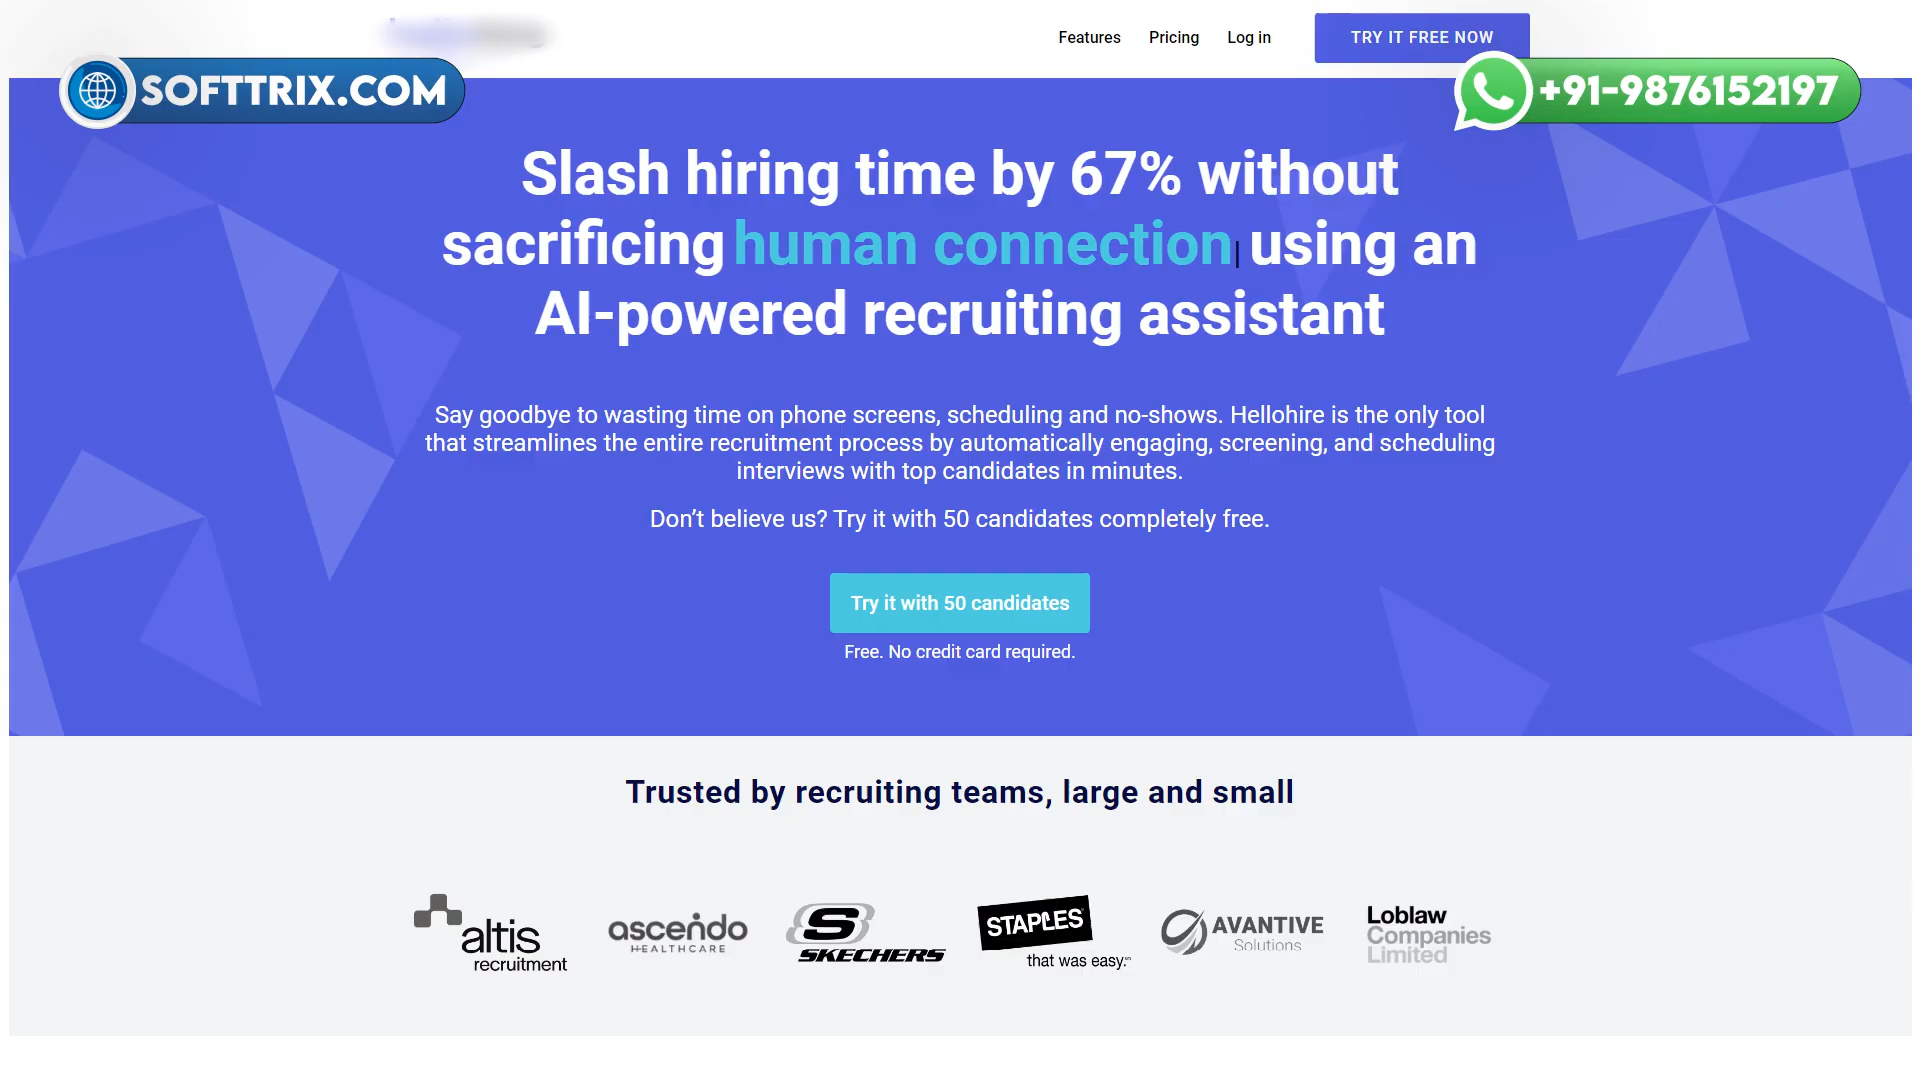 Features Pricing Log in TRY IT FREE NOW
SOFTTRIX.COM
+91-9876152197
Slash hiring time by 67% without
sacrificing human connection| using an
AI-powered recruiting assistant
Say goodbye to wasting time on phone screens, scheduling and no-shows. Hellohire is the only tool
that streamlines the entire recruitment process by automatically engaging, screening, and scheduling
interviews with top candidates in minutes.
Don’t believe us? Try it with 50 candidates completely free.
Try it with 50 candidates
Free. No credit card required.
Trusted by recruiting teams, large and small
altis
recruitment
ascendo
HEALTHCARE
S
SKECHERS
STAPLES
that was easy.℠
AVANTIVE
Solutions
Loblaw
Companies
Limited